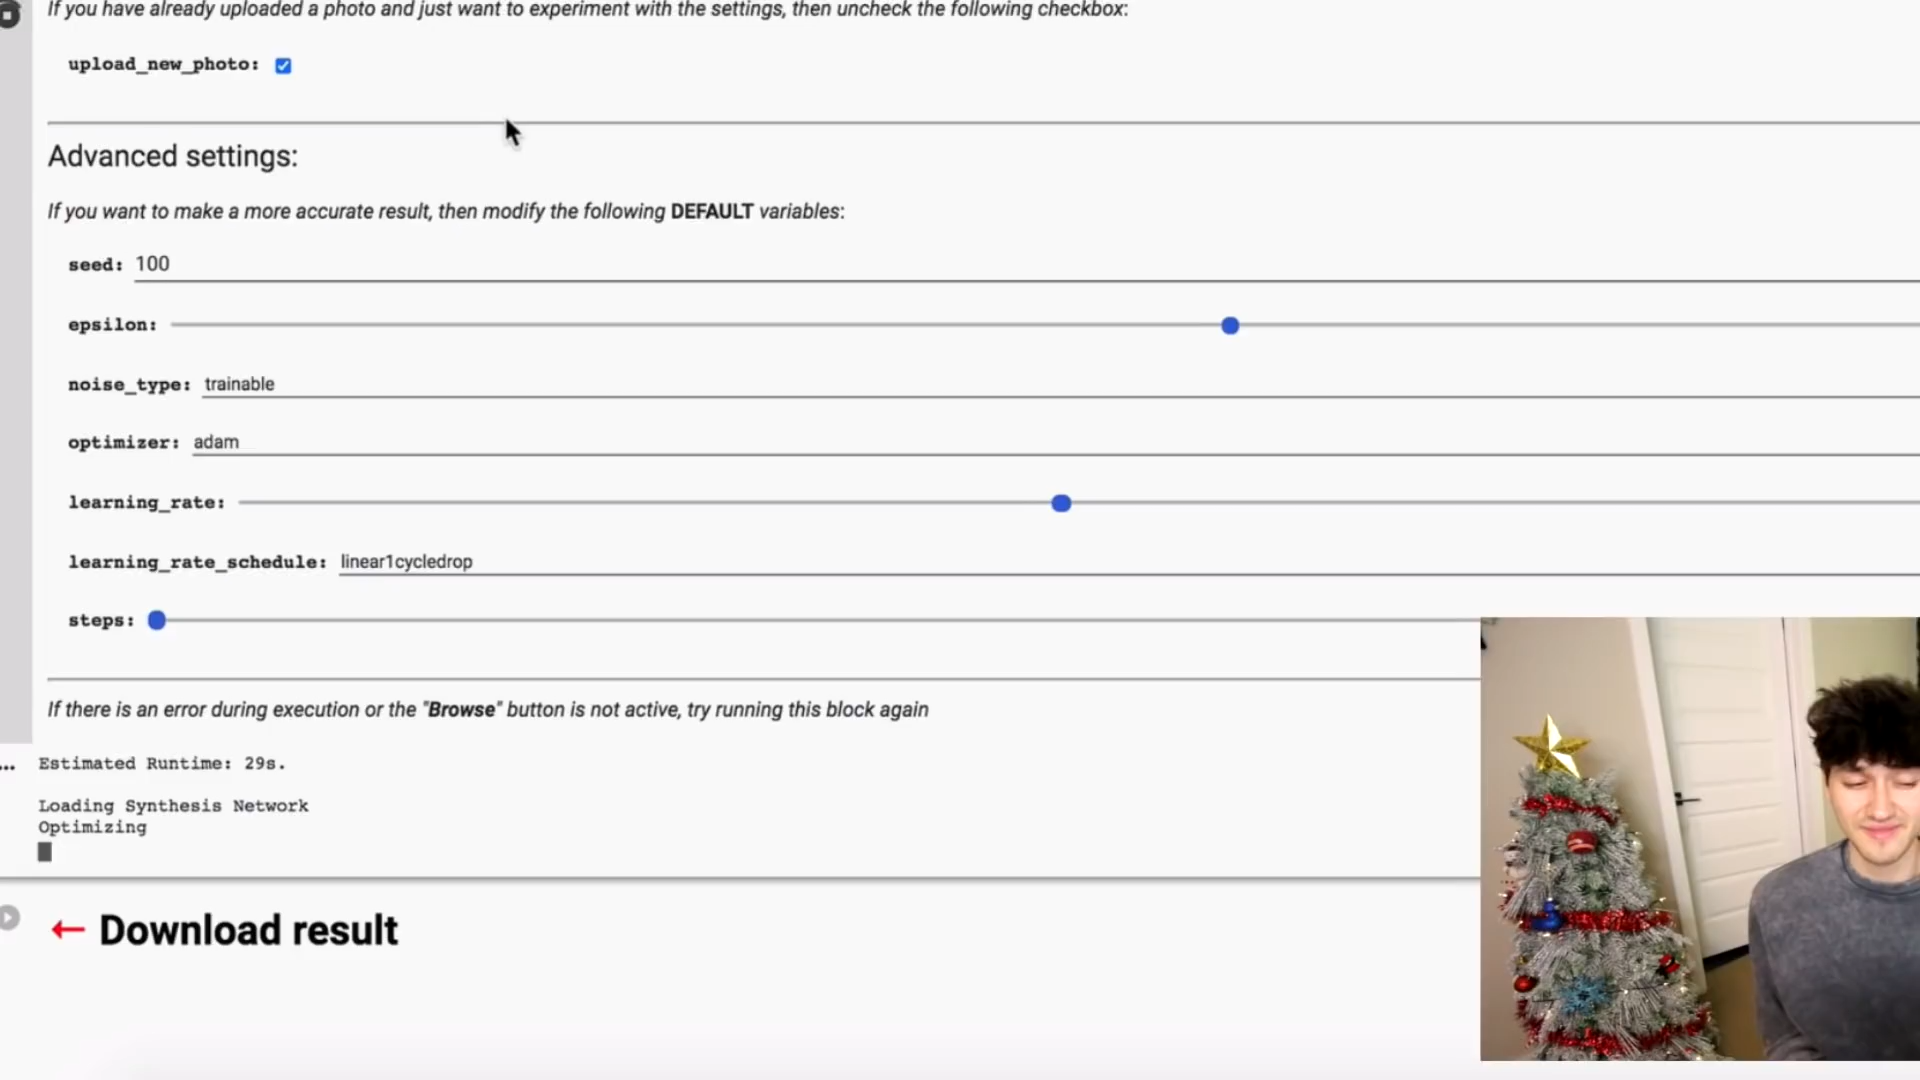 If you have already uploaded a photo and just want to experiment with the settings, then uncheck the following checkbox:
upload_new_photo:
Advanced settings:
If you want to make a more accurate result, then modify the following DEFAULT variables:
seed: 100
epsilon:
noise_type: trainable
optimizer: adam
learning_rate:
learning_rate_schedule: linear1cycledrop
steps:
If there is an error during execution or the "Browse" button is not active, try running this block again
... Estimated Runtime: 29s.
Loading Synthesis Network
Optimizing
← Download result